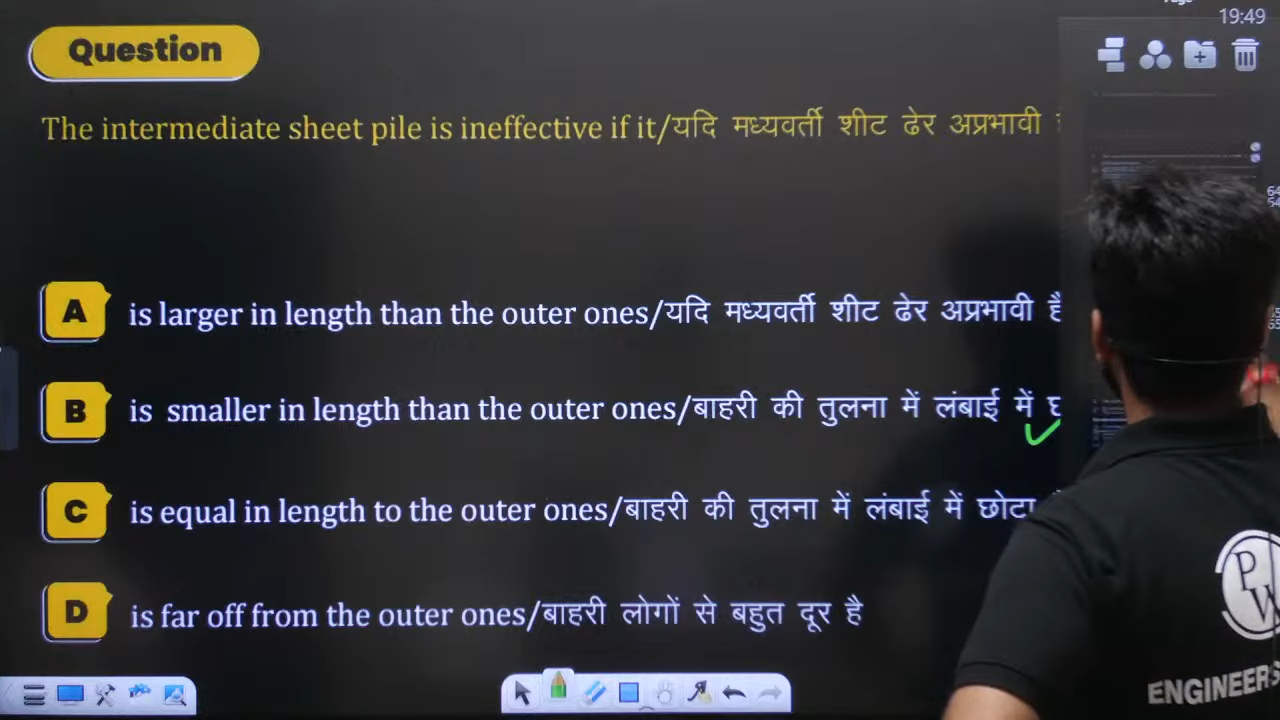 19:49
Question
The intermediate sheet pile is ineffective if it/यदि मध्यवर्ती शीट ढेर अप्रभावी
A is larger in length than the outer ones/यदि मध्यवर्ती शीट ढेर अप्रभावी है
B is smaller in length than the outer ones/बाहरी की तुलना में लंबाई में
C is equal in length to the outer ones/बाहरी की तुलना में लंबाई में छोटा
D is far off from the outer ones/बाहरी लोगों से बहुत दूर है
PW
ENGINEERS